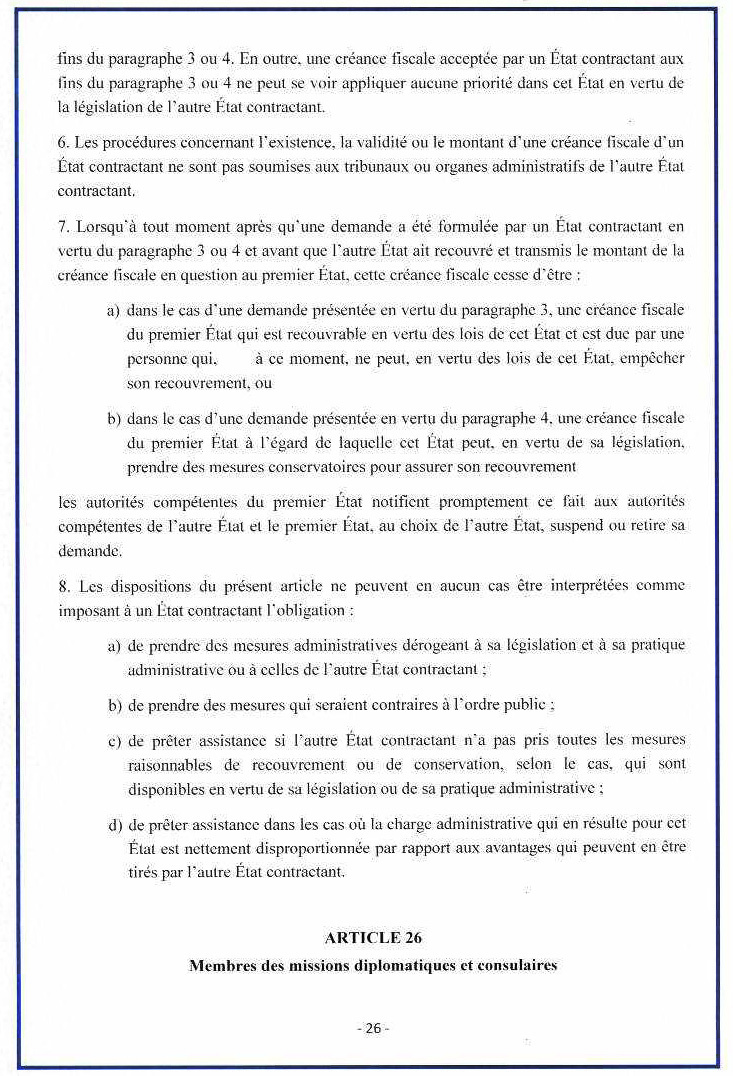 fins du paragraphe 3 ou 4. En outre, une créance fiscale acceptée par un État contractant aux
fins du paragraphe 3 ou 4 ne peut se voir appliquer aucune priorité dans cet État en vertu de
la législation de l'autre État contractant.
6. Les procédures concernant l'existence, la validité ou le montant d'une créance fiscale d'un
État contractant ne sont pas soumises aux tribunaux ou organes administratifs de l'autre État
contractant.
7. Lorsqu'à tout moment après qu'une demande a été formulée par un État contractant en
vertu du paragraphe 3 ou 4 et avant que l'autre État ait recouvré et transmis le montant de la
créance fiscale en question au premier État, cette créance fiscale cesse d'être :
a) dans le cas d'une demande présentée en vertu du paragraphe 3, une créance fiscale
du premier État qui est recouvrable en vertu des lois de cet État et est due par une
personne qui, à ce moment, ne peut, en vertu des lois de cet État, empêcher
son recouvrement, ou
b) dans le cas d'une demande présentée en vertu du paragraphe 4, une créance fiscale
du premier État à l'égard de laquelle cet État peut, en vertu de sa législation,
prendre des mesures conservatoires pour assurer son recouvrement
les autorités compétentes du premier État notifient promptement ce fait aux autorités
compétentes de l'autre État et le premier État, au choix de l'autre État, suspend ou retire sa
demande.
8. Les dispositions du présent article ne peuvent en aucun cas être interprétées comme
imposant à un État contractant l'obligation :
a) de prendre des mesures administratives dérogeant à sa législation et à sa pratique
administrative ou à celles de l'autre État contractant ;
b) de prendre des mesures qui seraient contraires à l'ordre public ;
c) de prêter assistance si l'autre État contractant n'a pas pris toutes les mesures
raisonnables de recouvrement ou de conservation, selon le cas, qui sont
disponibles en vertu de sa législation ou de sa pratique administrative ;
d) de prêter assistance dans les cas où la charge administrative qui en résulte pour cet
État est nettement disproportionnée par rapport aux avantages qui peuvent en être
tirés par l'autre État contractant.
ARTICLE 26
Membres des missions diplomatiques et consulaires
- 26 -